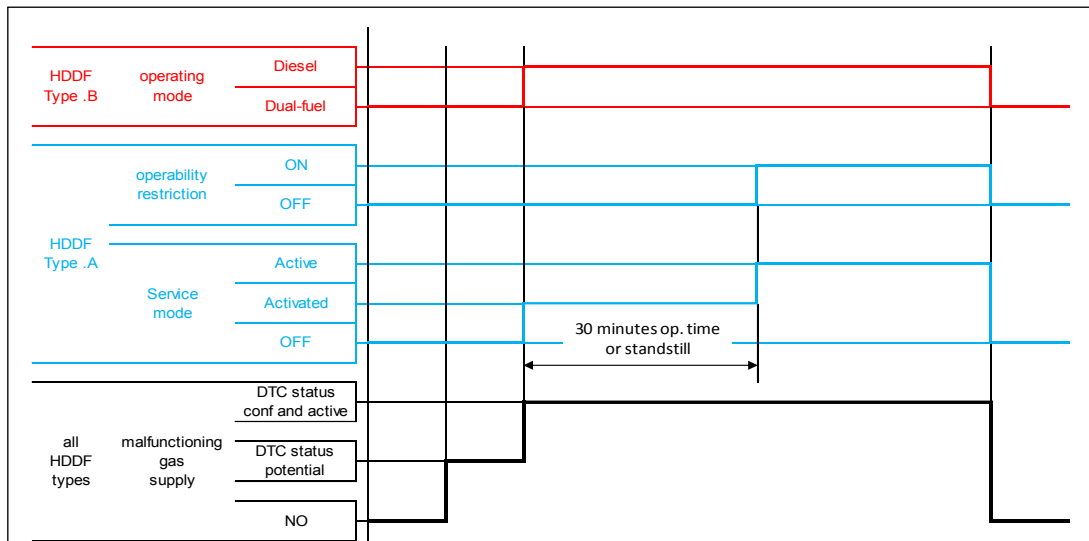 HDDF
Type .B
operating
mode
Diesel
Dual-fuel
HDDF
Type .A
operability
restriction
ON
OFF
Service
mode
Active
Activated
OFF
30 minutes op. time
or standstill
all
HDDF
types
malfunctioning
gas
supply
DTC status
conf and active
DTC status
potential
NO